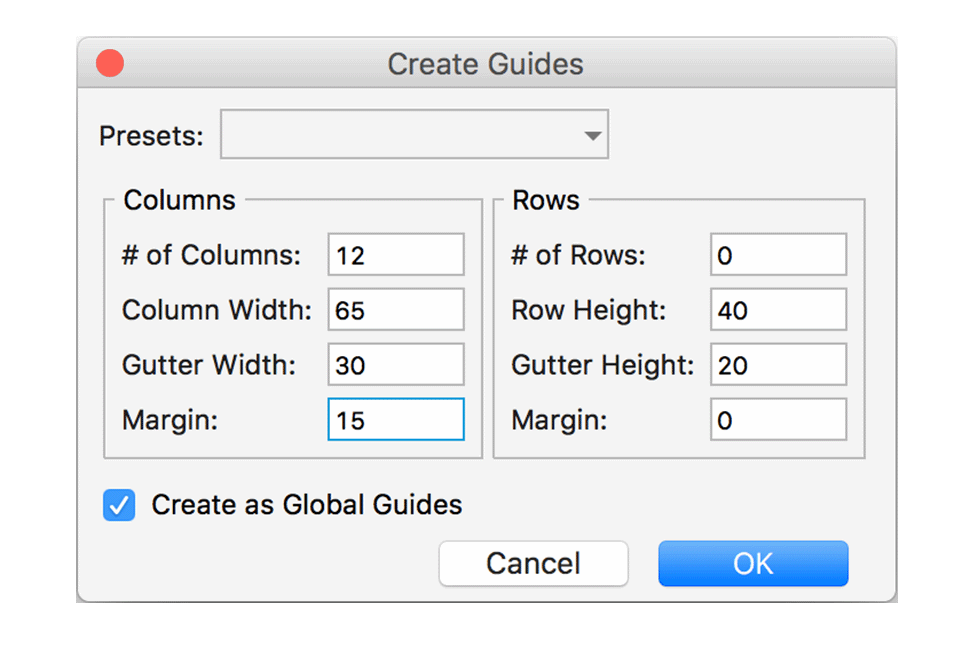 Create Guides
Presets:
Columns
# of Columns: 12
Column Width: 65
Gutter Width: 30
Margin: 15
Rows
# of Rows: 0
Row Height: 40
Gutter Height: 20
Margin: 0
Create as Global Guides
Cancel OK